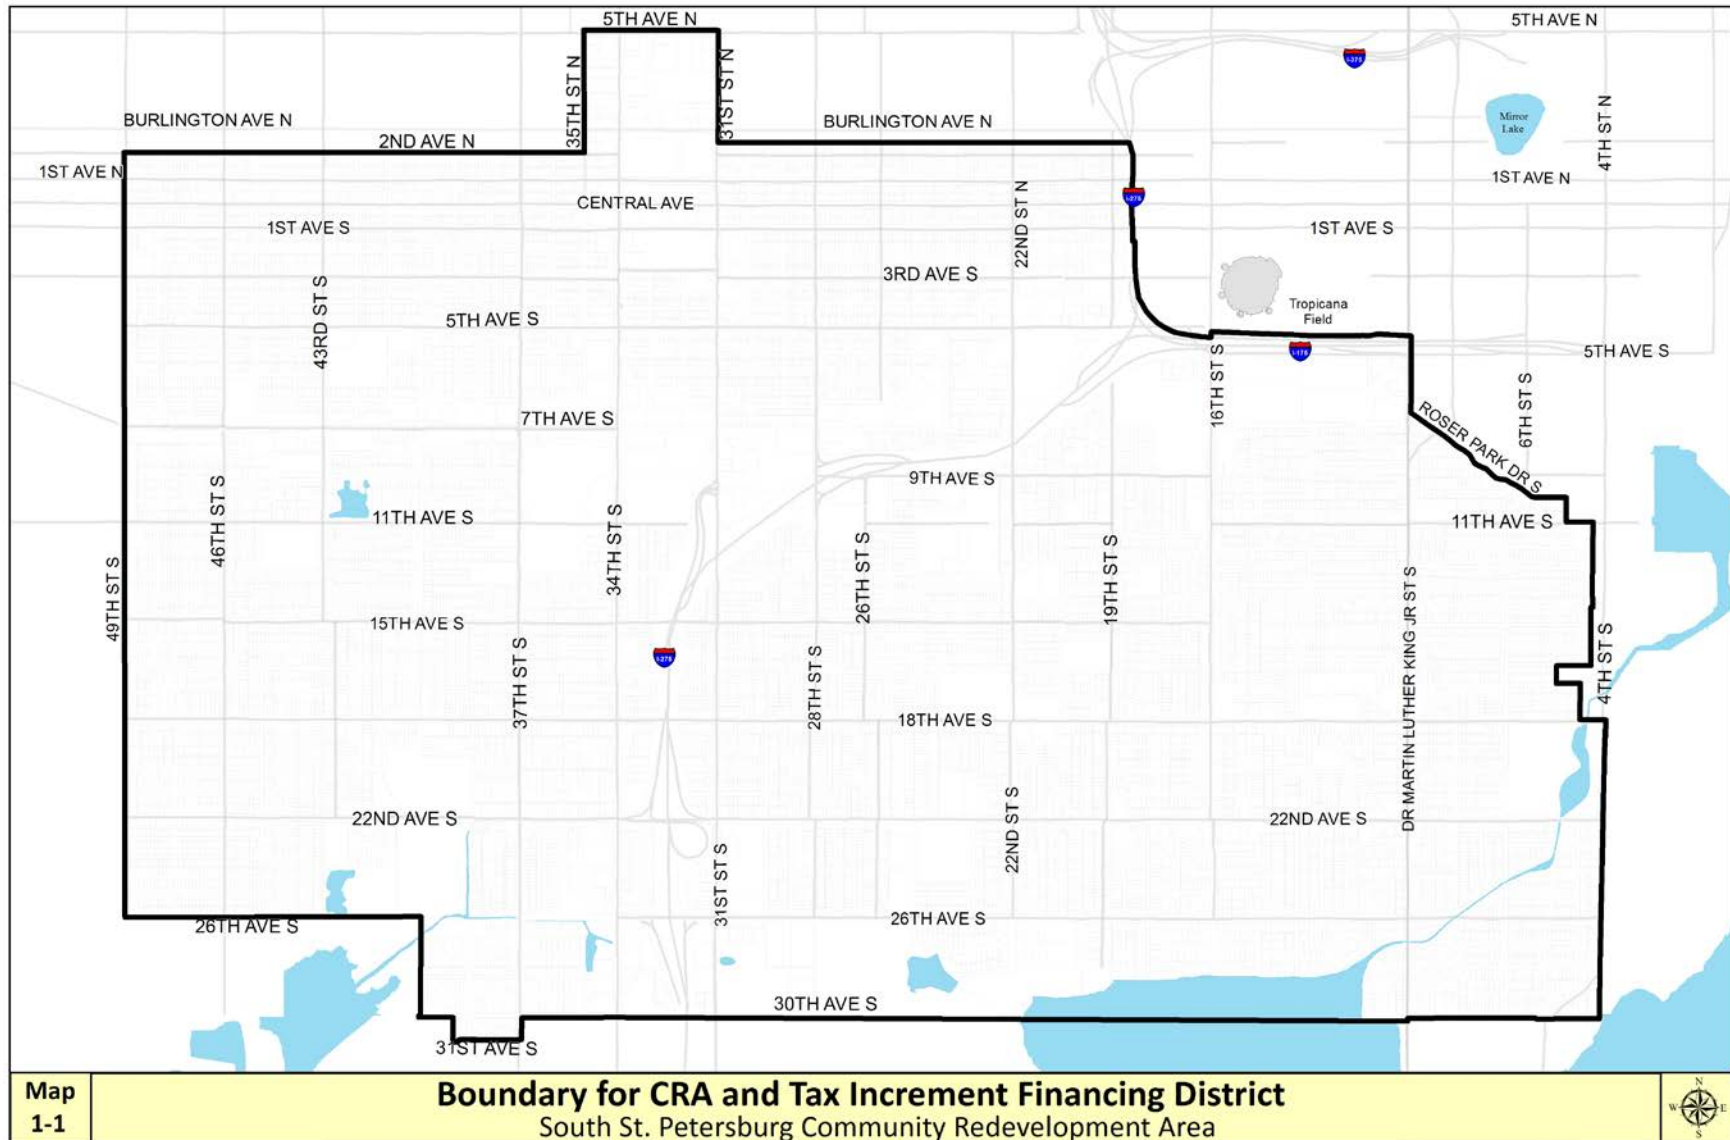 5TH AVE N
5TH AVE N
35TH ST N
31ST ST N
I-375
BURLINGTON AVE N
BURLINGTON AVE N
Mirror
Lake
4TH ST N
2ND AVE N
1ST AVE N
1ST AVE N
I-275
CENTRAL AVE
22ND ST N
1ST AVE S
1ST AVE S
3RD AVE S
43RD ST S
Tropicana
Field
5TH AVE S
I-175
5TH AVE S
16TH ST S
6TH ST S
7TH AVE S
ROSER PARK DR S
9TH AVE S
46TH ST S
11TH AVE S
11TH AVE S
34TH ST S
26TH ST S
19TH ST S
49TH ST S
15TH AVE S
DR MARTIN LUTHER KING JR ST S
4TH ST S
I-275
37TH ST S
28TH ST S
18TH AVE S
22ND AVE S
22ND ST S
22ND AVE S
31ST ST S
26TH AVE S
26TH AVE S
30TH AVE S
31ST AVE S
Map
1-1
Boundary for CRA and Tax Increment Financing District
South St. Petersburg Community Redevelopment Area
N
W E
S